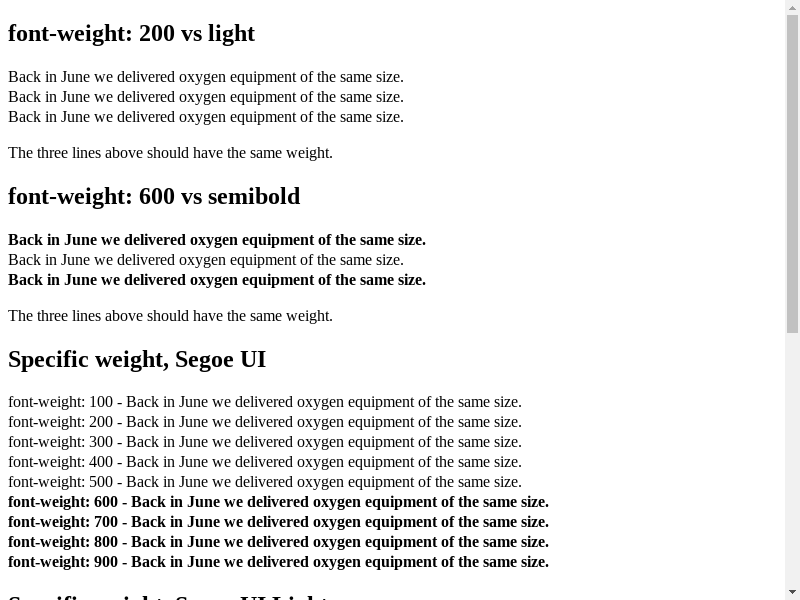 font-weight: 200 vs light
Back in June we delivered oxygen equipment of the same size.
Back in June we delivered oxygen equipment of the same size.
Back in June we delivered oxygen equipment of the same size.
The three lines above should have the same weight.
font-weight: 600 vs semibold
Back in June we delivered oxygen equipment of the same size.
Back in June we delivered oxygen equipment of the same size.
Back in June we delivered oxygen equipment of the same size.
The three lines above should have the same weight.
Specific weight, Segoe UI
font-weight: 100 - Back in June we delivered oxygen equipment of the same size.
font-weight: 200 - Back in June we delivered oxygen equipment of the same size.
font-weight: 300 - Back in June we delivered oxygen equipment of the same size.
font-weight: 400 - Back in June we delivered oxygen equipment of the same size.
font-weight: 500 - Back in June we delivered oxygen equipment of the same size.
font-weight: 600 - Back in June we delivered oxygen equipment of the same size.
font-weight: 700 - Back in June we delivered oxygen equipment of the same size.
font-weight: 800 - Back in June we delivered oxygen equipment of the same size.
font-weight: 900 - Back in June we delivered oxygen equipment of the same size.
Specific weight, Segoe UI Light